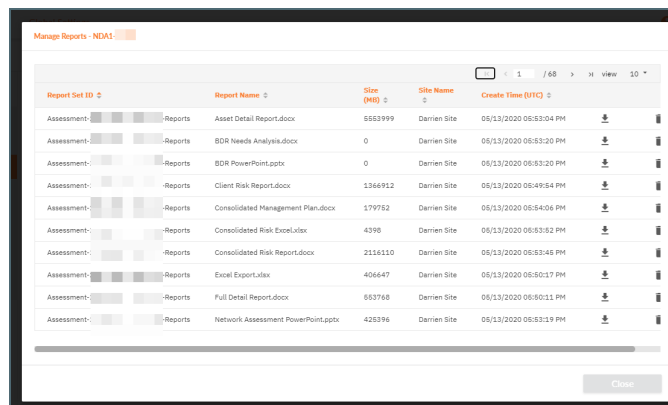 Manage Reports - NDA1-
1 / 68 view 10
Report Set ID Report Name Size (MB) Site Name Create Time (UTC)
Assessment- -Reports Asset Detail Report.docx 5553999 Darrien Site 05/13/2020 05:53:04 PM
Assessment- -Reports BDR Needs Analysis.docx 0 Darrien Site 05/13/2020 05:53:20 PM
Assessment- -Reports BDR PowerPoint.pptx 0 Darrien Site 05/13/2020 05:53:20 PM
Assessment- -Reports Client Risk Report.docx 1366912 Darrien Site 05/13/2020 05:49:54 PM
Assessment- -Reports Consolidated Management Plan.docx 179752 Darrien Site 05/13/2020 05:54:06 PM
Assessment- -Reports Consolidated Risk Excel.xlsx 4398 Darrien Site 05/13/2020 05:53:52 PM
Assessment- -Reports Consolidated Risk Report.docx 2116110 Darrien Site 05/13/2020 05:53:45 PM
Assessment- -Reports Excel Export.xlsx 406647 Darrien Site 05/13/2020 05:50:17 PM
Assessment- -Reports Full Detail Report.docx 553768 Darrien Site 05/13/2020 05:50:11 PM
Assessment- -Reports Network Assessment PowerPoint.pptx 425396 Darrien Site 05/13/2020 05:53:19 PM
Close